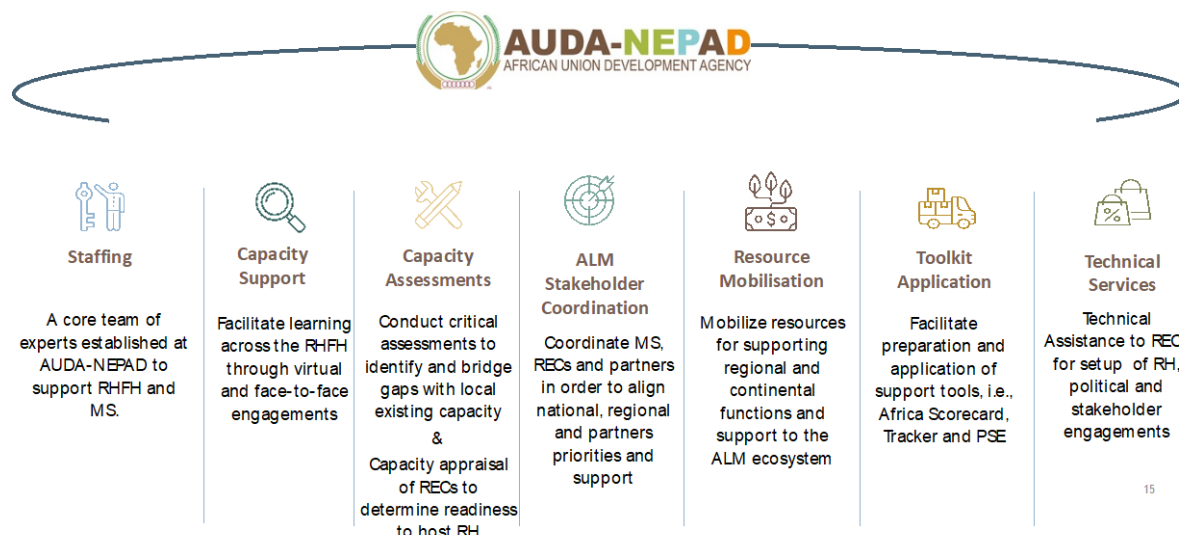 AUDA-NEPAD
AFRICAN UNION DEVELOPMENT AGENCY
Staffing
A core team of
experts established at
AUDA-NEPAD to
support RHFH and
MS.
Capacity
Support
Facilitate learning
across the RHFH
through virtual
and face-to-face
engagements
Capacity
Assessments
Conduct critical
assessments to
identify and bridge
gaps with local
existing capacity
&
Capacity appraisal
of RECs to
determine readiness
to host RH
ALM
Stakeholder
Coordination
Coordinate MS,
RECs and partners
in order to align
national, regional
and partners
priorities and
support
Resource
Mobilisation
Mobilize resources
for supporting
regional and
continental
functions and
support to the
ALM ecosystem
Toolkit
Application
Facilitate
preparation and
application of
support tools, i.e.,
Africa Scorecard,
Tracker and PSE
Technical
Services
Technical
Assistance to REC
for setup of RH,
political and
stakeholder
engagements
%
$
15